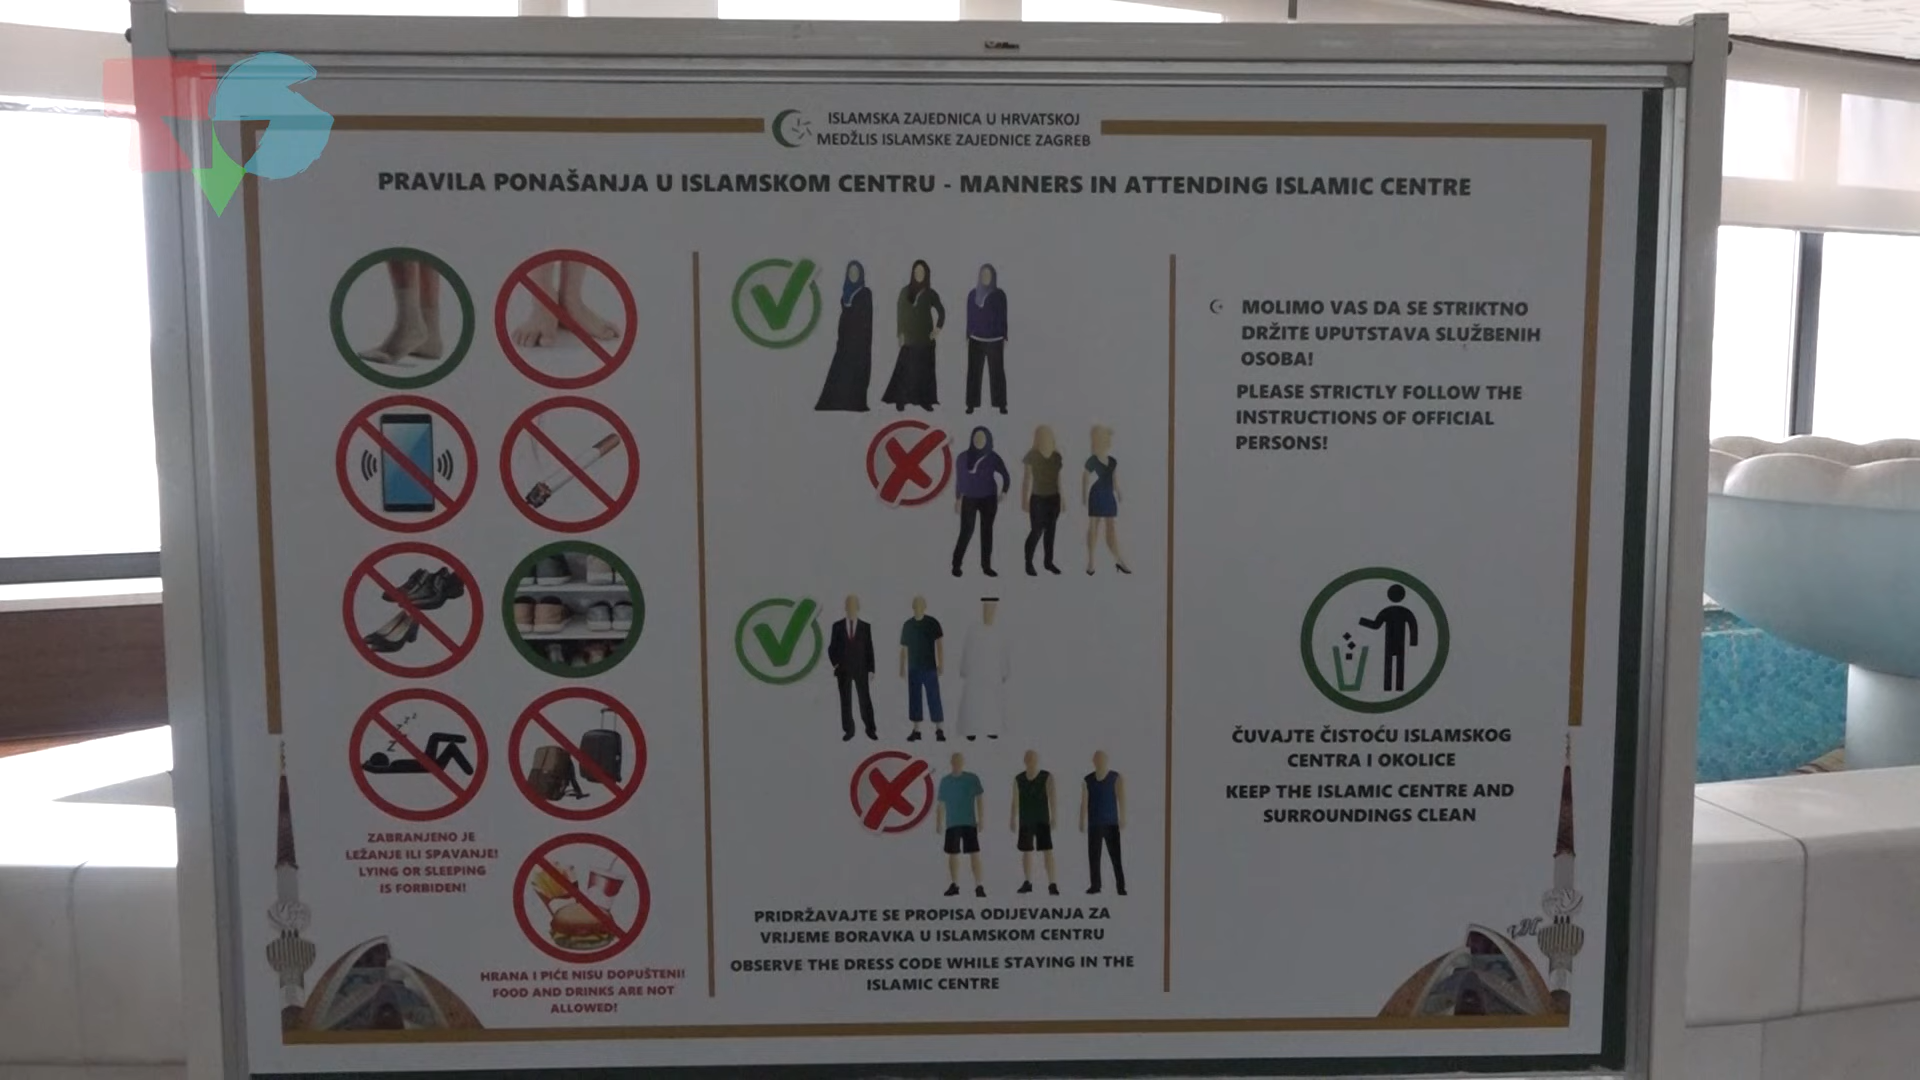 ISLAMSKA ZAJEDNICA U HRVATSKOJ
MEDŽLIS ISLAMSKE ZAJEDNICE ZAGREB
PRAVILA PONAŠANJA U ISLAMSKOM CENTRU - MANNERS IN ATTENDING ISLAMIC CENTRE
ZABRANJENO JE
LEŽANJE ILI SPAVANJE!
LYING OR SLEEPING
IS FORBIDEN!
HRANA I PIĆE NISU DOPUŠTENI!
FOOD AND DRINKS ARE NOT
ALLOWED!
PRIDRŽAVAJTE SE PROPISA ODIJEVANJA ZA
VRIJEME BORAVKA U ISLAMSKOM CENTRU
OBSERVE THE DRESS CODE WHILE STAYING IN THE
ISLAMIC CENTRE
MOLIMO VAS DA SE STRIKTNO
DRŽITE UPUTSTAVA SLUŽBENIH
OSOBA!
PLEASE STRICTLY FOLLOW THE
INSTRUCTIONS OF OFFICIAL
PERSONS!
ČUVAJTE ČISTOĆU ISLAMSKOG
CENTRA I OKOLICE
KEEP THE ISLAMIC CENTRE AND
SURROUNDINGS CLEAN